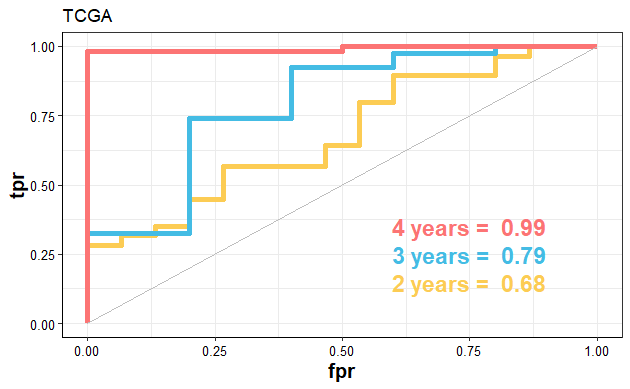 TCGA
1.00
0.75
0.50
0.25
0.00
tpr
4 years = 0.99
3 years = 0.79
2 years = 0.68
0.00 0.25 0.50 0.75 1.00
fpr